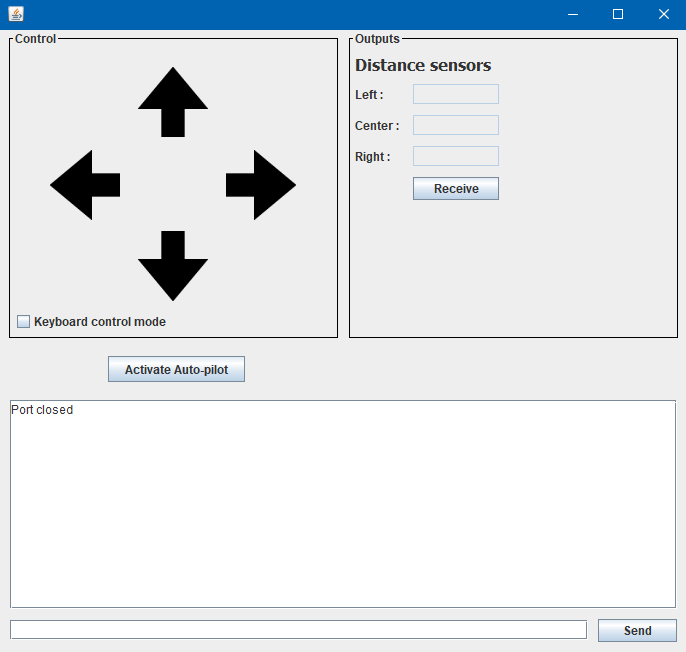 Control
Keyboard control mode
Outputs
Distance sensors
Left :
Center :
Right :
Receive
Activate Auto-pilot
Port closed
Send